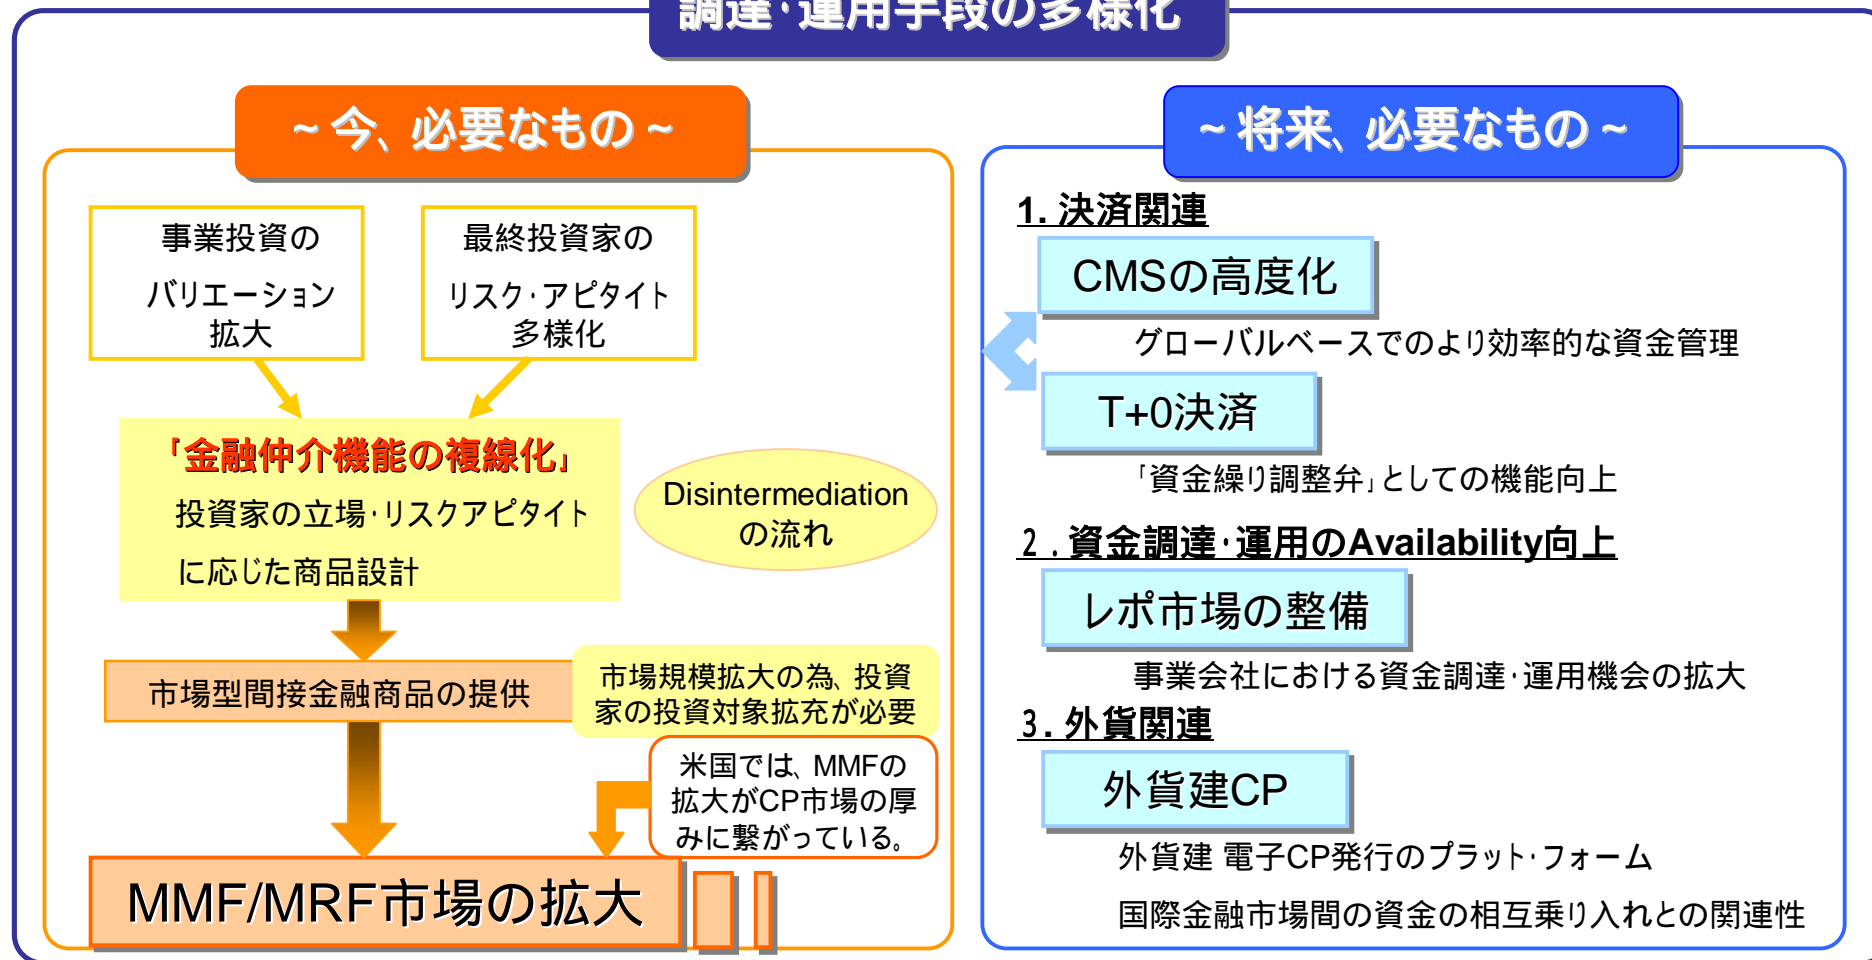 調達・運用手段の多様化
~今、必要なもの~
事業投資の
バリエーション
拡大
最終投資家の
リスク・アピタイト
多様化
「金融仲介機能の複線化」
投資家の立場・リスクアピタイト
に応じた商品設計
Disintermediation
の流れ
市場型間接金融商品の提供
市場規模拡大の為、投資
家の投資対象拡充が必要
米国では、MMFの
拡大がCP市場の厚
みに繋がっている。
MMF/MRF市場の拡大
~将来、必要なもの~
1. 決済関連
CMSの高度化
グローバルベースでのより効率的な資金管理
T+0決済
「資金繰り調整弁」としての機能向上
2．資金調達・運用のAvailability向上
レポ市場の整備
事業会社における資金調達・運用機会の拡大
3. 外貨関連
外貨建CP
外貨建 電子CP発行のプラット・フォーム
国際金融市場間の資金の相互乗り入れとの関連性